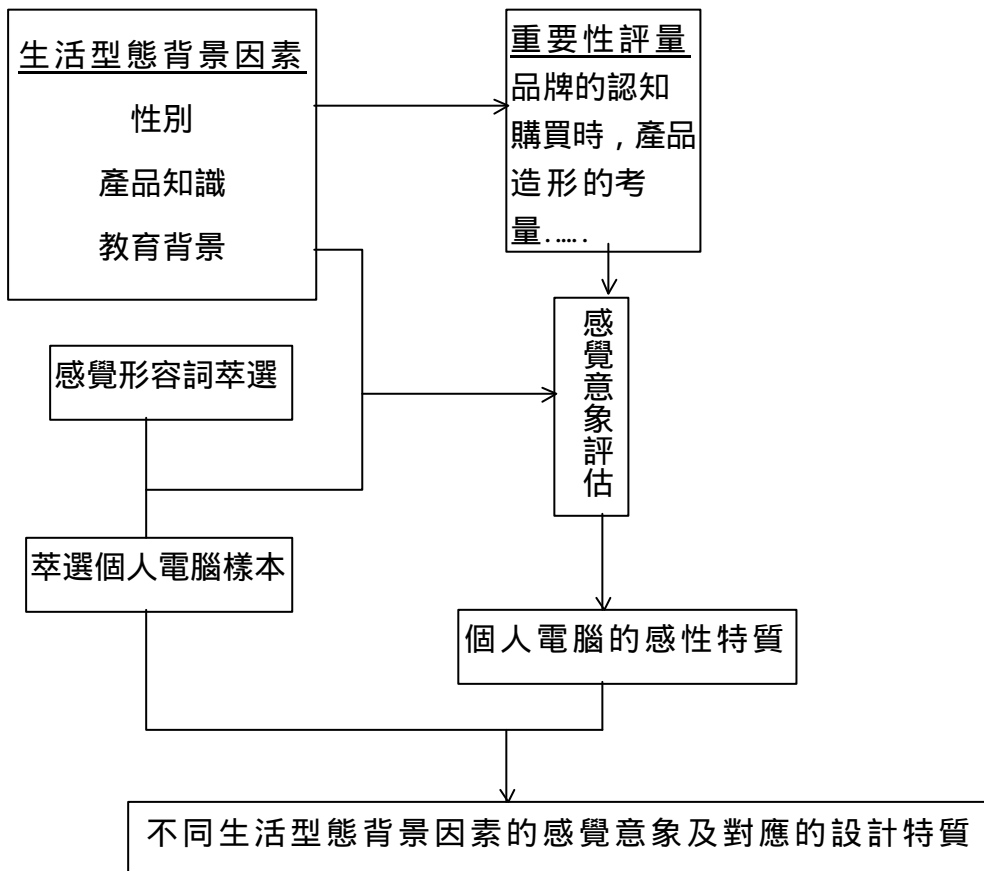 生活型態背景因素
性別
產品知識
教育背景
重要性評量
品牌的認知
購買時，產品
造形的考
量......
感覺形容詞萃選
感覺意象評估
萃選個人電腦樣本
個人電腦的感性特質
不同生活型態背景因素的感覺意象及對應的設計特質